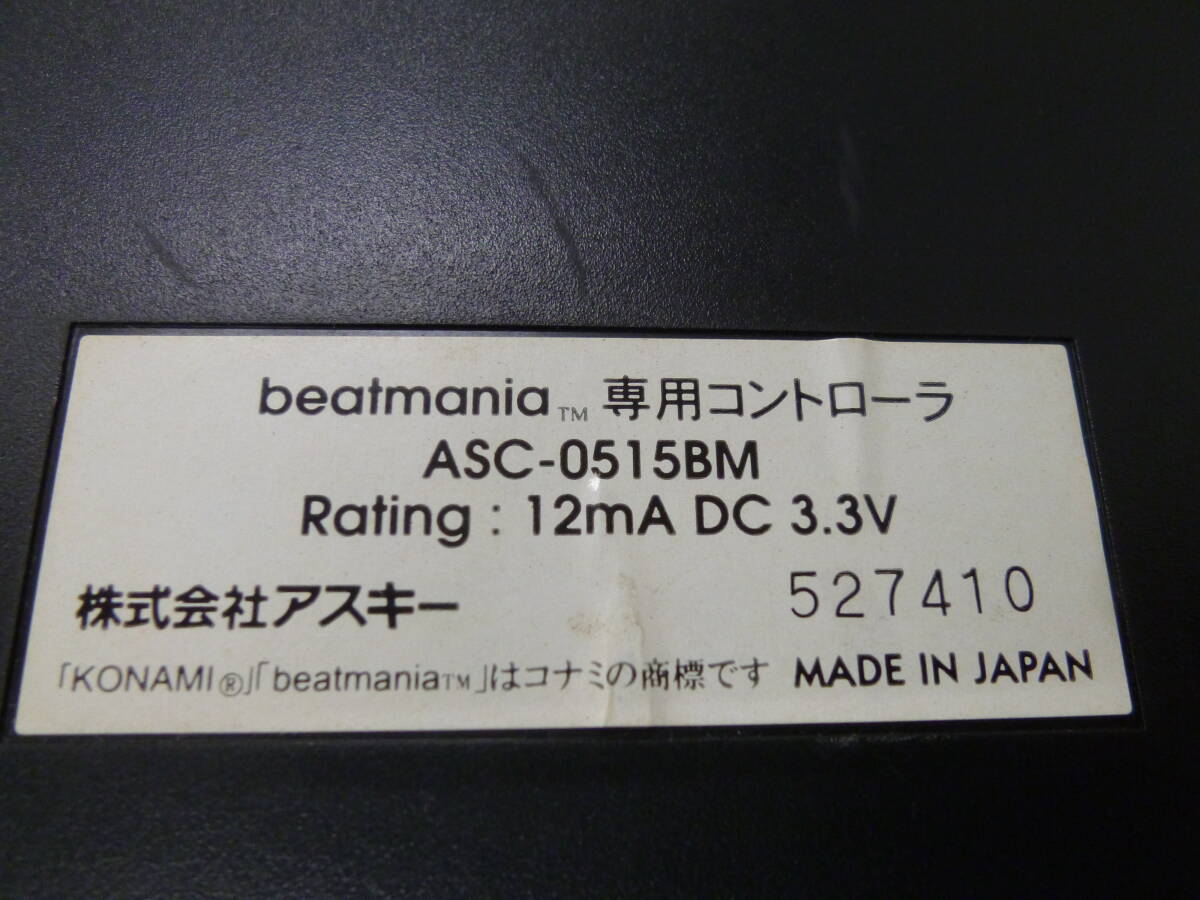 beatmania™ 専用コントローラ
ASC-0515BM
Rating : 12mA DC 3.3V
株式会社アスキー 527410
「KONAMI®」「beatmania™」はコナミの商標です MADE IN JAPAN